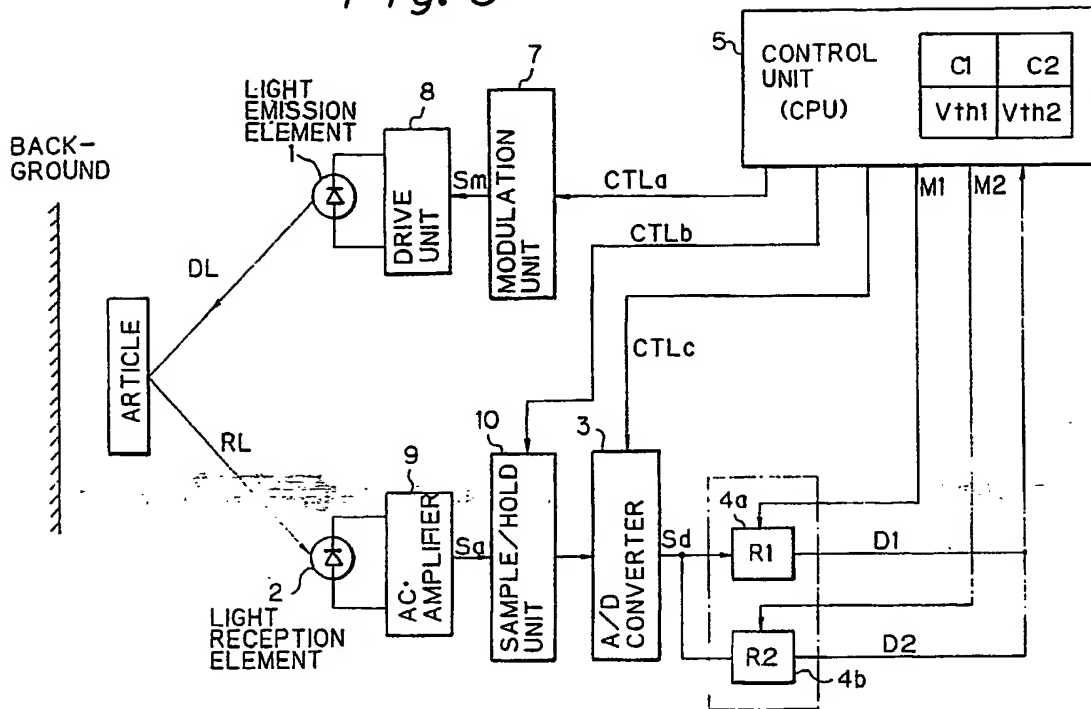 Fig.
5
CONTROL
UNIT
(CPU)
C1
C2
Vth1
Vth2
7
8
LIGHT
EMISSION
ELEMENT
1
BACK-
GROUND
DRIVE
UNIT
Sm
MODULATION
UNIT
CTLa
M1
M2
CTLb
DL
CTLc
ARTICLE
RL
10
3
9
4a
AC·
AMPLIFIER
Sa
SAMPLE/HOLD
UNIT
A/D
CONVERTER
Sd
R1
D1
2
LIGHT
RECEPTION
ELEMENT
R2
D2
4b